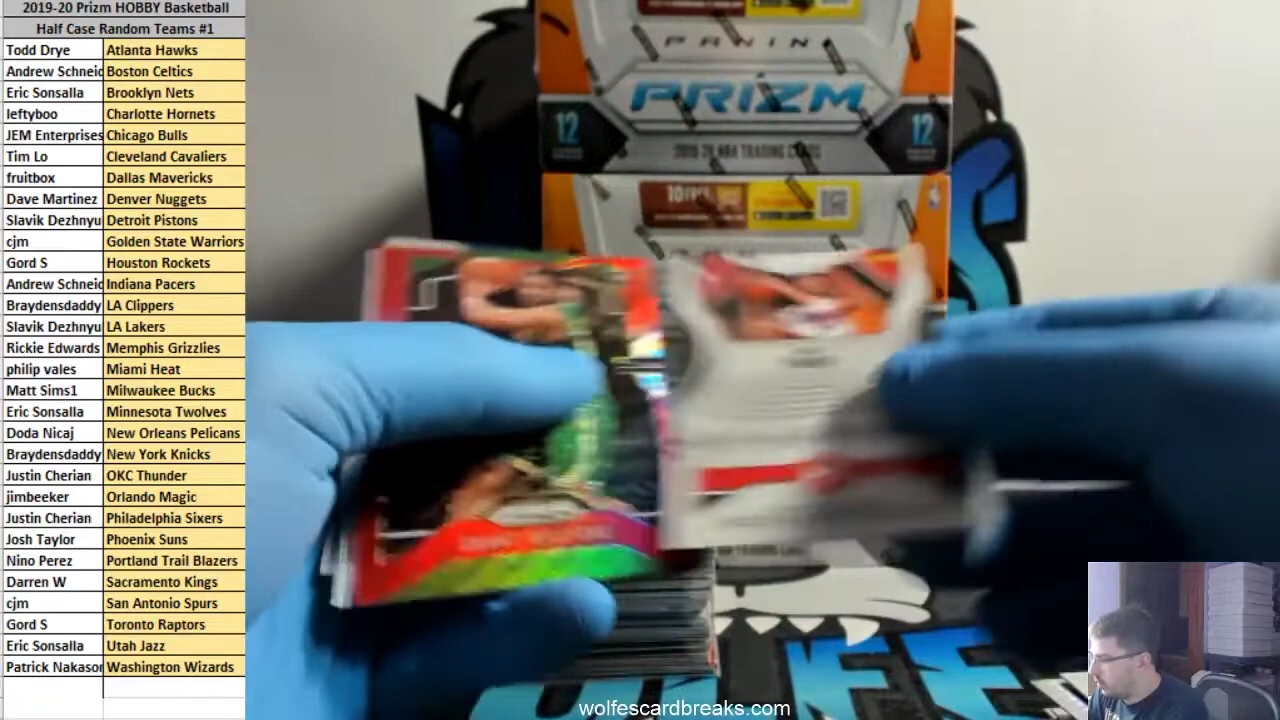 2019-20 Prizm HOBBY Basketball
Half Case Random Teams #1
Todd Drye Atlanta Hawks
Andrew Schneid Boston Celtics
Eric Sonsalla Brooklyn Nets
leftyboo Charlotte Hornets
JEM Enterprises Chicago Bulls
Tim Lo Cleveland Cavaliers
fruitbox Dallas Mavericks
Dave Martinez Denver Nuggets
Slavik Dezhnyu Detroit Pistons
cjm Golden State Warriors
Gord S Houston Rockets
Andrew Schneid Indiana Pacers
Braydensdaddy LA Clippers
Slavik Dezhnyu LA Lakers
Rickie Edwards Memphis Grizzlies
philip vales Miami Heat
Matt Sims1 Milwaukee Bucks
Eric Sonsalla Minnesota Twolves
Doda Nicaj New Orleans Pelicans
Braydensdaddy New York Knicks
Justin Cherian OKC Thunder
jimbeeker Orlando Magic
Justin Cherian Philadelphia Sixers
Josh Taylor Phoenix Suns
Nino Perez Portland Trail Blazers
Darren W Sacramento Kings
cjm San Antonio Spurs
Gord S Toronto Raptors
Eric Sonsalla Utah Jazz
Patrick Nakason Washington Wizards
PANINI
PRIZM
12 12
2019-20 NBA TRADING CARDS
wolfescardbreaks.com